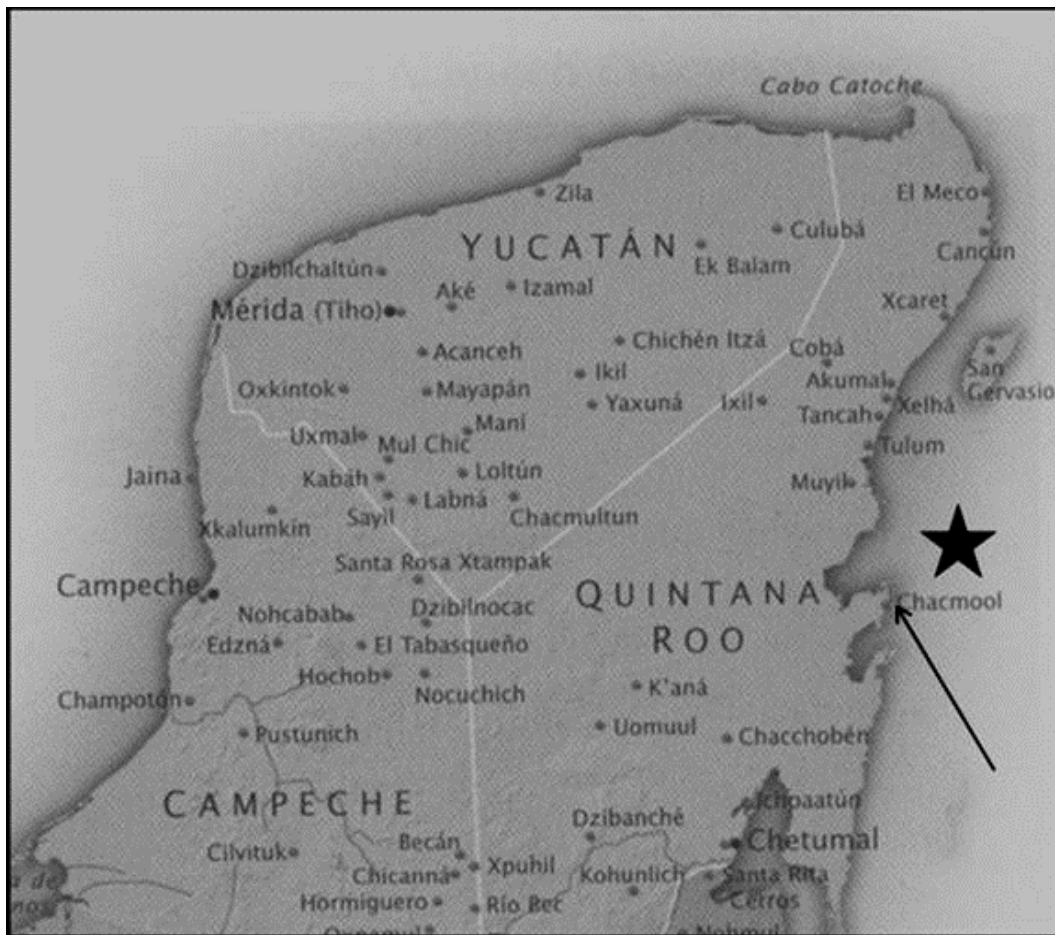 Cabo Catoche
Zila
El Meco
YUCATÁN
Culubá
Cancún
Ek Balam
Dzibilchaltún
Aké
Izamal
Xcaret
Mérida (Tiho)
Chichén Itzá
Cobá
Acanceh
San
Gervasio
Ikil
Akumal
Oxkintok
Mayapán
Yaxuná
Ixil
Xelhá
Tancah
Maní
Uxmal
Mul Chic
Tulum
Jaina
Kabáh
Loltún
Muyil
Labná
Sayil
Chacmultun
Xkalumkin
Santa Rosa Xtampak
Campeche
QUINTANA
ROO
Chacmool
Nohcabab
Dzibilnocac
Edzná
El Tabasqueño
Hochob
Nocuchich
K'aná
Champotón
Uomuul
Pustunich
Chacchobén
CAMPECHE
Ichpaatún
Dzibanché
Becán
Chetumal
Cilvituk
Xpuhil
Chicanná
Kohunlich
Santa Rita
Hormiguero
Río Bec
Cerros
Nohmul